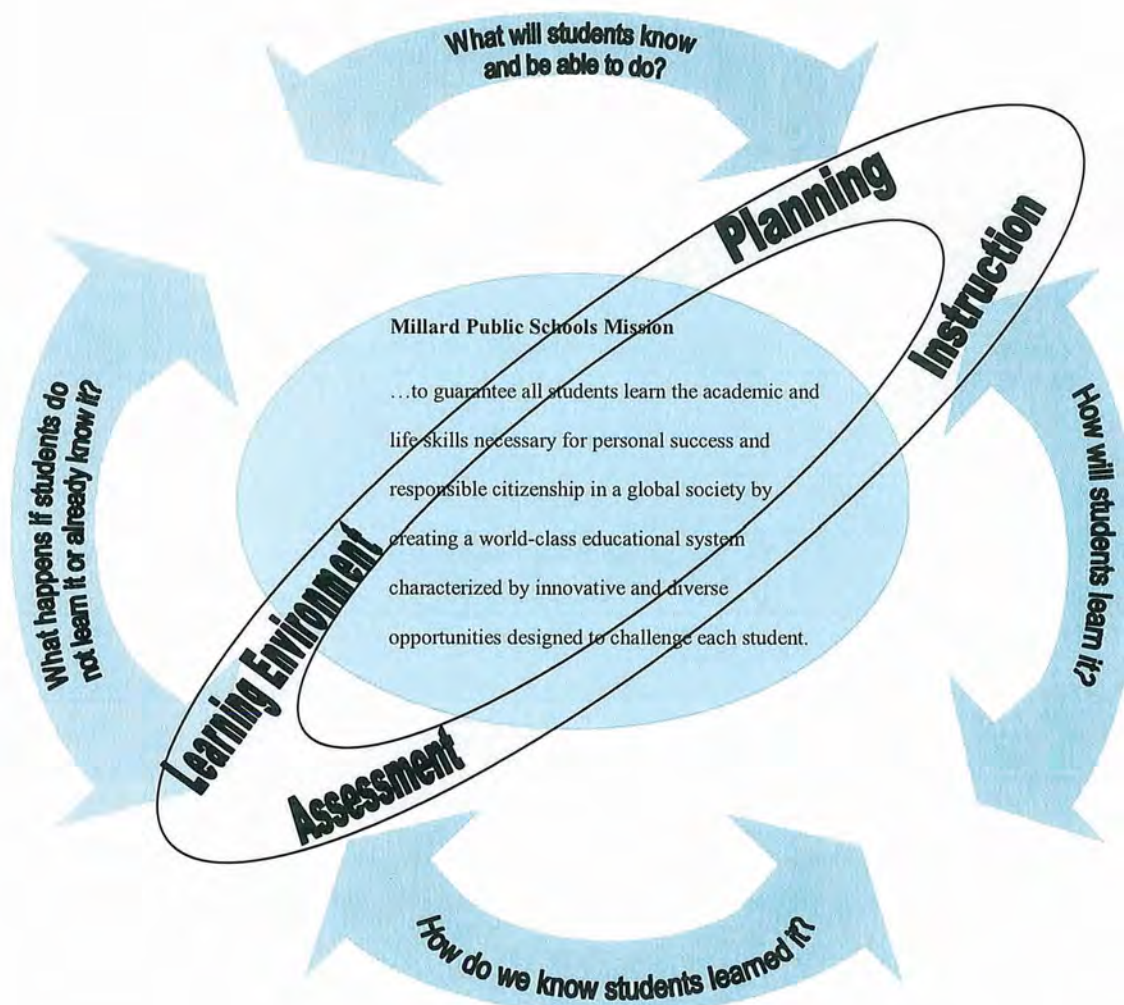 What will students know
and be able to do?
Planning
Instruction
Millard Public Schools Mission
…to guarantee all students learn the academic and
life skills necessary for personal success and
responsible citizenship in a global society by
creating a world-class educational system
characterized by innovative and diverse
opportunities designed to challenge each student.
How will students learn it?
What happens if students do
not learn it or already know it?
Learning Environment
Assessment
How do we know students learned it?